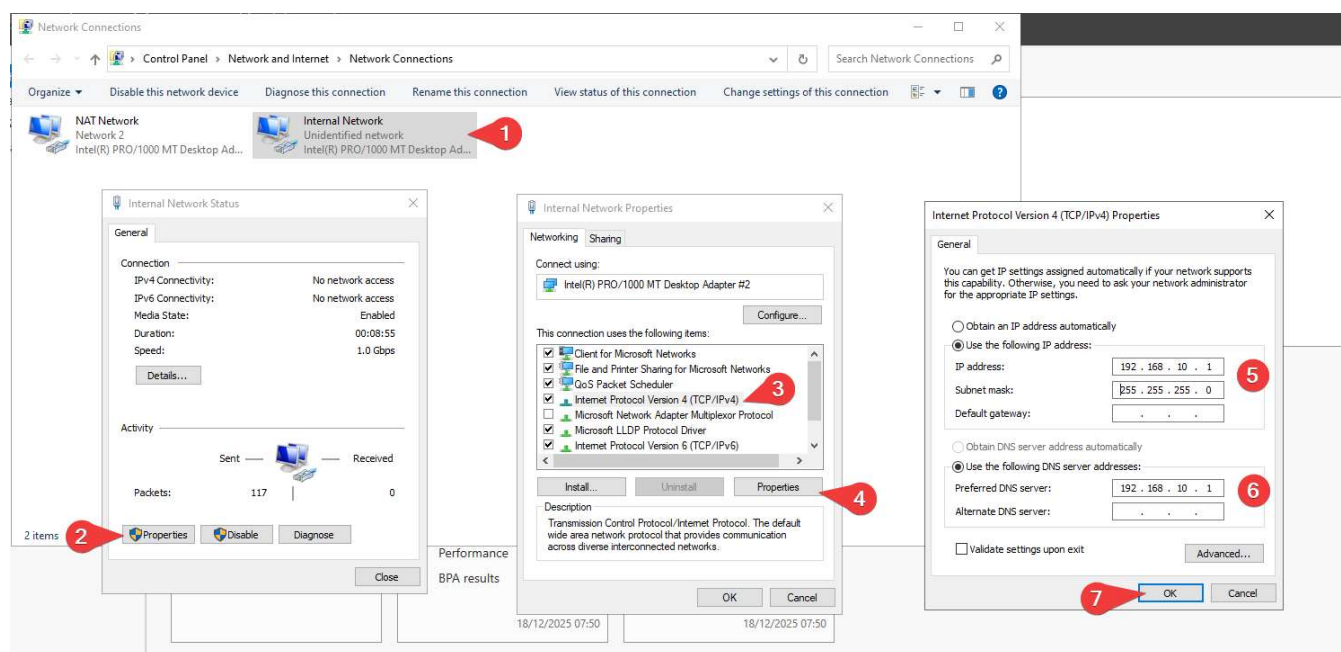 Network Connections
Control Panel › Network and Internet › Network Connections
Search Network Connections
Organize
Disable this network device
Diagnose this connection
Rename this connection
View status of this connection
Change settings of this connection
NAT Network
Network 2
Intel(R) PRO/1000 MT Desktop Ad...
Internal Network
Unidentified network
Intel(R) PRO/1000 MT Desktop Ad...
1
Internal Network Status
General
Connection
IPv4 Connectivity: No network access
IPv6 Connectivity: No network access
Media State: Enabled
Duration: 00:08:55
Speed: 1.0 Gbps
Details...
Activity
Sent — — Received
Packets: 117 | 0
2 items
2
Properties
Disable
Diagnose
Close
Internal Network Properties
Networking
Sharing
Connect using:
Intel(R) PRO/1000 MT Desktop Adapter #2
Configure...
This connection uses the following items:
Client for Microsoft Networks
File and Printer Sharing for Microsoft Networks
QoS Packet Scheduler
Internet Protocol Version 4 (TCP/IPv4)
3
Microsoft Network Adapter Multiplexor Protocol
Microsoft LLDP Protocol Driver
Internet Protocol Version 6 (TCP/IPv6)
Install...
Uninstall
Properties
4
Description
Transmission Control Protocol/Internet Protocol. The default
wide area network protocol that provides communication
across diverse interconnected networks.
OK
Cancel
Internet Protocol Version 4 (TCP/IPv4) Properties
General
You can get IP settings assigned automatically if your network supports
this capability. Otherwise, you need to ask your network administrator
for the appropriate IP settings.
Obtain an IP address automatically
Use the following IP address:
IP address: 192 . 168 . 10 . 1
Subnet mask: 255 . 255 . 255 . 0
Default gateway: . . .
5
Obtain DNS server address automatically
Use the following DNS server addresses:
Preferred DNS server: 192 . 168 . 10 . 1
Alternate DNS server: . . .
6
Validate settings upon exit
Advanced...
7
OK
Cancel
Performance
BPA results
18/12/2025 07:50
18/12/2025 07:50